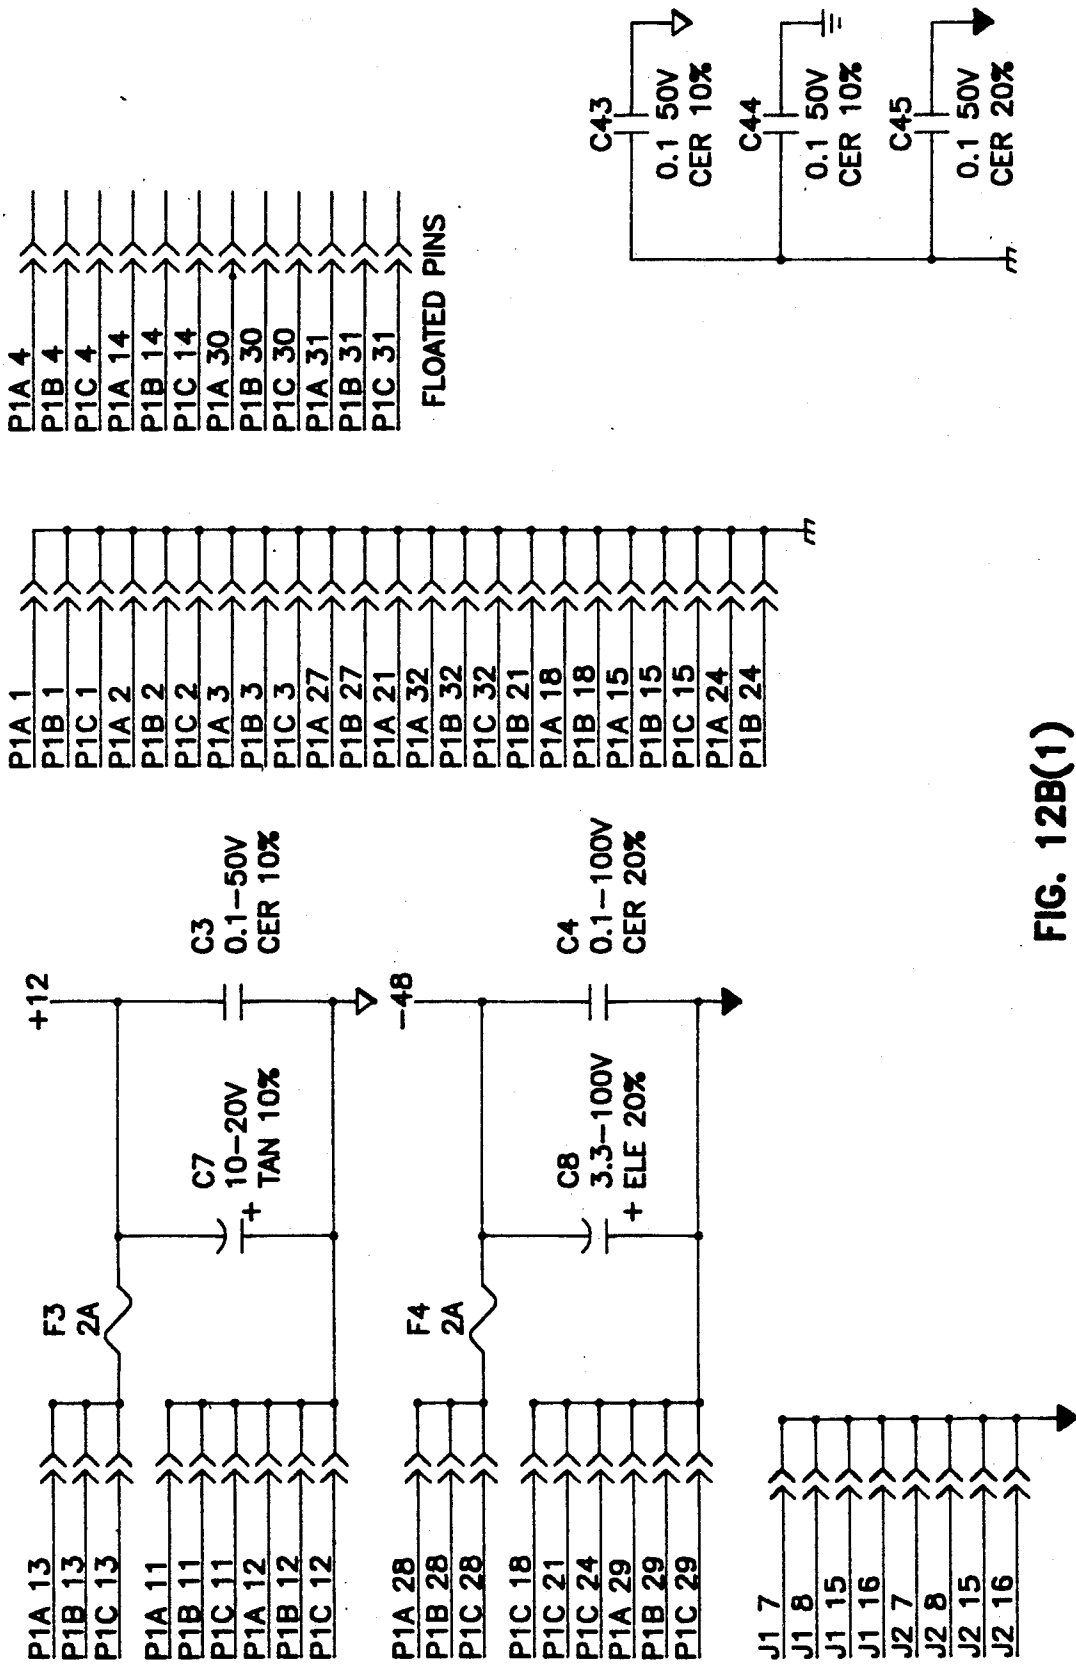 P1A 13
P1B 13
P1C 13
P1A 11
P1B 11
P1C 11
P1A 12
P1B 12
P1C 12
F3
2A
+12
C7
10-20V
+ TAN 10%
C3
0.1-50V
CER 10%
P1A 28
P1B 28
P1C 28
P1C 18
P1C 21
P1C 24
P1A 29
P1B 29
P1C 29
F4
2A
-48
C8
3.3-100V
+ ELE 20%
C4
0.1-100V
CER 20%
J1 7
J1 8
J1 15
J1 16
J2 7
J2 8
J2 15
J2 16
P1A 1
P1B 1
P1C 1
P1A 2
P1B 2
P1C 2
P1A 3
P1B 3
P1C 3
P1A 27
P1B 27
P1A 21
P1A 32
P1B 32
P1C 32
P1B 21
P1A 18
P1B 18
P1A 15
P1B 15
P1C 15
P1A 24
P1B 24
P1A 4
P1B 4
P1C 4
P1A 14
P1B 14
P1C 14
P1A 30
P1B 30
P1C 30
P1A 31
P1B 31
P1C 31
FLOATED PINS
C43
0.1 50V
CER 10%
C44
0.1 50V
CER 10%
C45
0.1 50V
CER 20%
FIG. 12B(1)